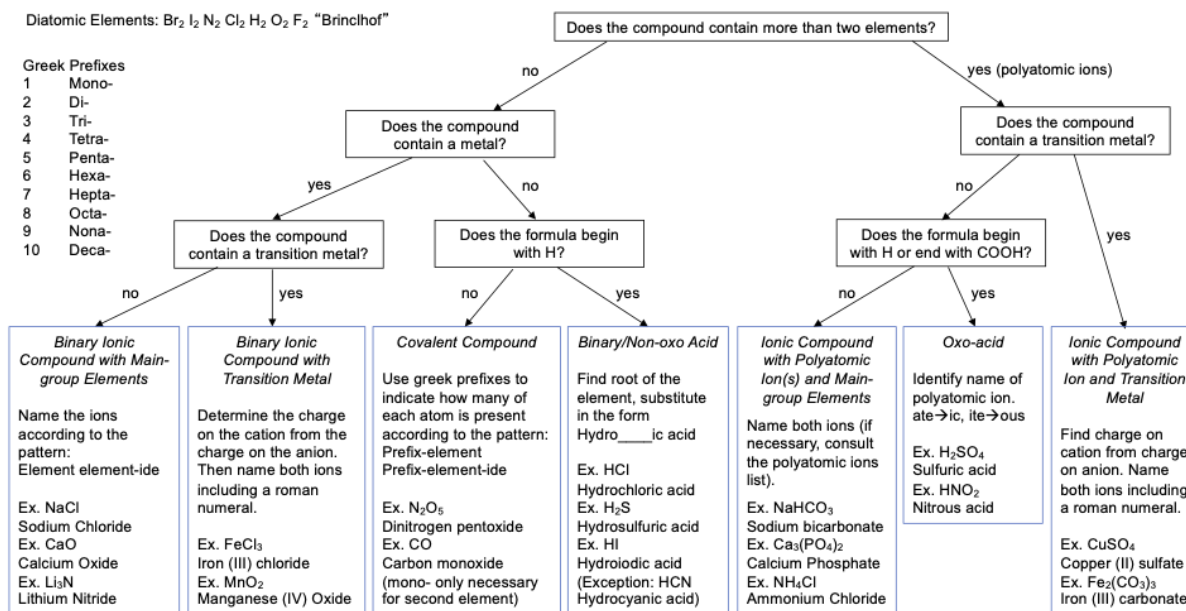 Diatomic Elements: Br₂ I₂ N₂ Cl₂ H₂ O₂ F₂ “Brinclhof”
Greek Prefixes
1 Mono-
2 Di-
3 Tri-
4 Tetra-
5 Penta-
6 Hexa-
7 Hepta-
8 Octa-
9 Nona-
10 Deca-
Does the compound contain more than two elements?
no
yes (polyatomic ions)
Does the compound
contain a metal?
Does the compound
contain a transition metal?
yes
no
no
yes
Does the compound
contain a transition metal?
Does the formula begin
with H?
Does the formula begin
with H or end with COOH?
no
yes
no
yes
no
yes
Binary Ionic
Compound with Main-
group Elements
Name the ions
according to the
pattern:
Element element-ide
Ex. NaCl
Sodium Chloride
Ex. CaO
Calcium Oxide
Ex. Li₃N
Lithium Nitride
Binary Ionic
Compound with
Transition Metal
Determine the charge
on the cation from the
charge on the anion.
Then name both ions
including a roman
numeral.
Ex. FeCl₃
Iron (III) chloride
Ex. MnO₂
Manganese (IV) Oxide
Covalent Compound
Use greek prefixes to
indicate how many of
each atom is present
according to the pattern:
Prefix-element
Prefix-element-ide
Ex. N₂O₅
Dinitrogen pentoxide
Ex. CO
Carbon monoxide
(mono- only necessary
for second element)
Binary/Non-oxo Acid
Find root of the
element, substitute
in the form
Hydro____ic acid
Ex. HCl
Hydrochloric acid
Ex. H₂S
Hydrosulfuric acid
Ex. HI
Hydroiodic acid
(Exception: HCN
Hydrocyanic acid)
Ionic Compound
with Polyatomic
Ion(s) and Main-
group Elements
Name both ions (if
necessary, consult
the polyatomic ions
list).
Ex. NaHCO₃
Sodium bicarbonate
Ex. Ca₃(PO₄)₂
Calcium Phosphate
Ex. NH₄Cl
Ammonium Chloride
Oxo-acid
Identify name of
polyatomic ion.
ate→ic, ite→ous
Ex. H₂SO₄
Sulfuric acid
Ex. HNO₂
Nitrous acid
Ionic Compound
with Polyatomic
Ion and Transition
Metal
Find charge on
cation from charge
on anion. Name
both ions including
a roman numeral.
Ex. CuSO₄
Copper (II) sulfate
Ex. Fe₂(CO₃)₃
Iron (III) carbonate